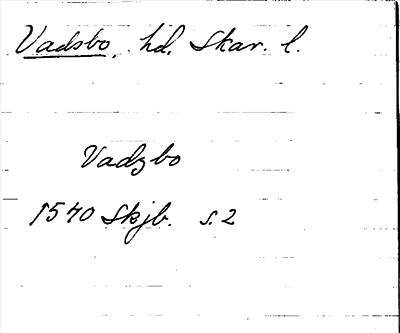 Vadsbo, hd. Skar. l.
Vadzbo
1540 Skjb. s. 2